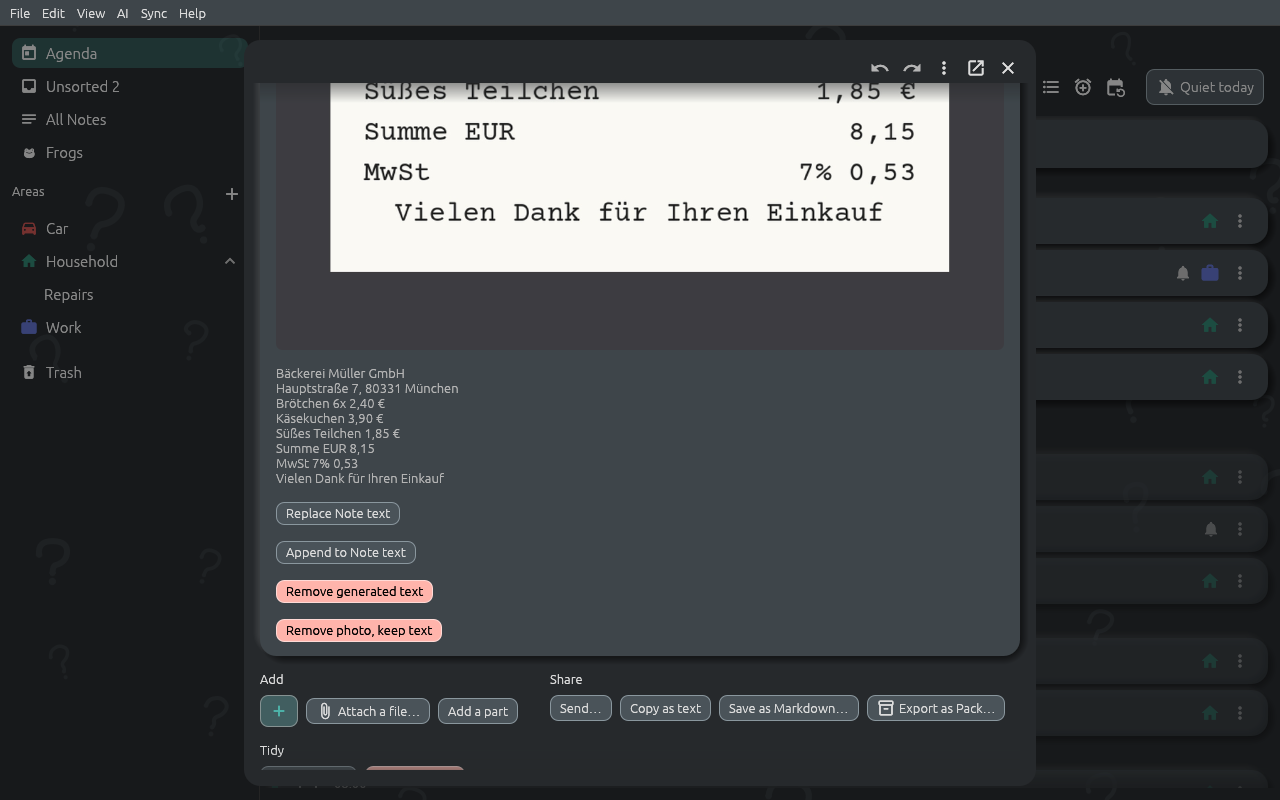 File Edit View AI Sync Help
Agenda
Unsorted 2
All Notes
Frogs
Areas
Car
Household
Repairs
Work
Trash
Quiet today
Süßes Teilchen 1,85 €
Summe EUR 8,15
MwSt 7% 0,53
Vielen Dank für Ihren Einkauf
Bäckerei Müller GmbH
Hauptstraße 7, 80331 München
Brötchen 6x 2,40 €
Käsekuchen 3,90 €
Süßes Teilchen 1,85 €
Summe EUR 8,15
MwSt 7% 0,53
Vielen Dank für Ihren Einkauf
Replace Note text
Append to Note text
Remove generated text
Remove photo, keep text
Add
Attach a file…
Add a part
Share
Send…
Copy as text
Save as Markdown…
Export as Pack…
Tidy